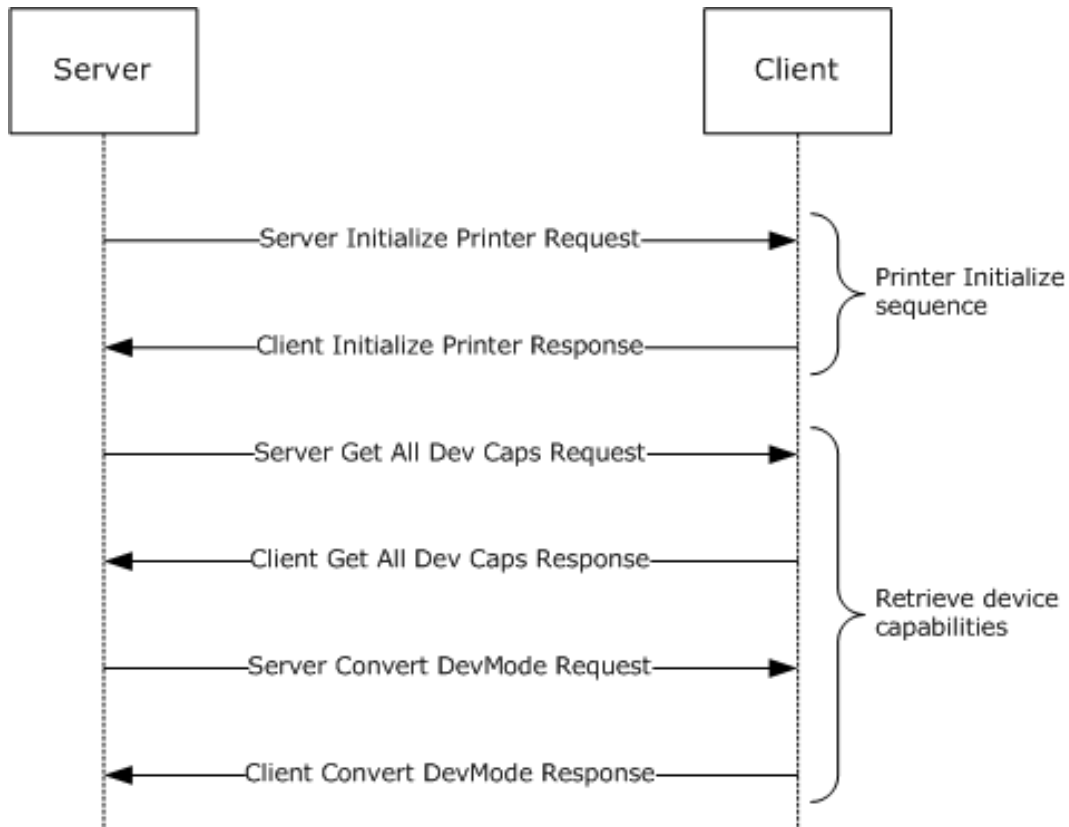 Server
Client
Server Initialize Printer Request
Printer Initialize
sequence
Client Initialize Printer Response
Server Get All Dev Caps Request
Client Get All Dev Caps Response
Retrieve device
capabilities
Server Convert DevMode Request
Client Convert DevMode Response